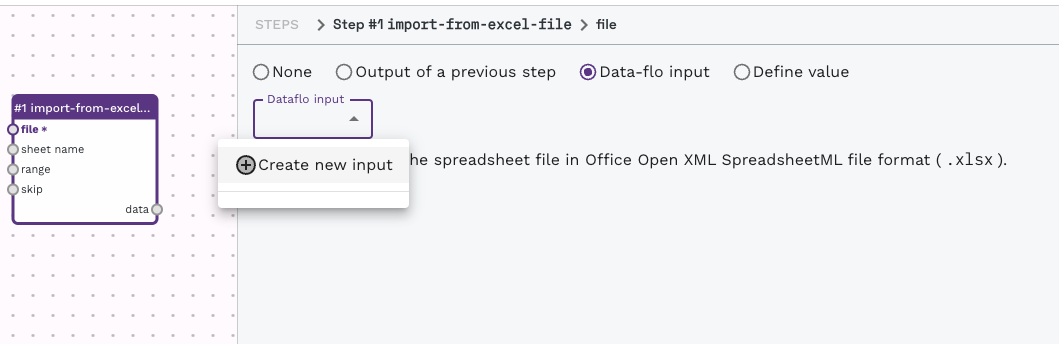 STEPS > Step #1 import-from-excel-file > file
None Output of a previous step Data-flo input Define value
Dataflo input
Create new input
he spreadsheet file in Office Open XML SpreadsheetML file format ( .xlsx ).
#1 import-from-excel...
file *
sheet name
range
skip
data